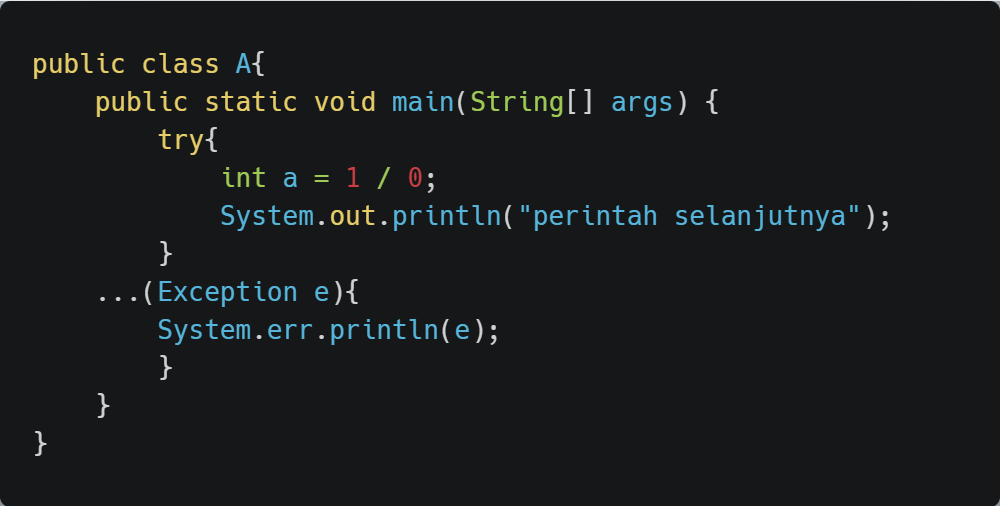 public class A{
    public static void main(String[] args) {
        try{
            int a = 1 / 0;
            System.out.println("perintah selanjutnya");
        }
    ...(Exception e){
        System.err.println(e);
        }
    }
}